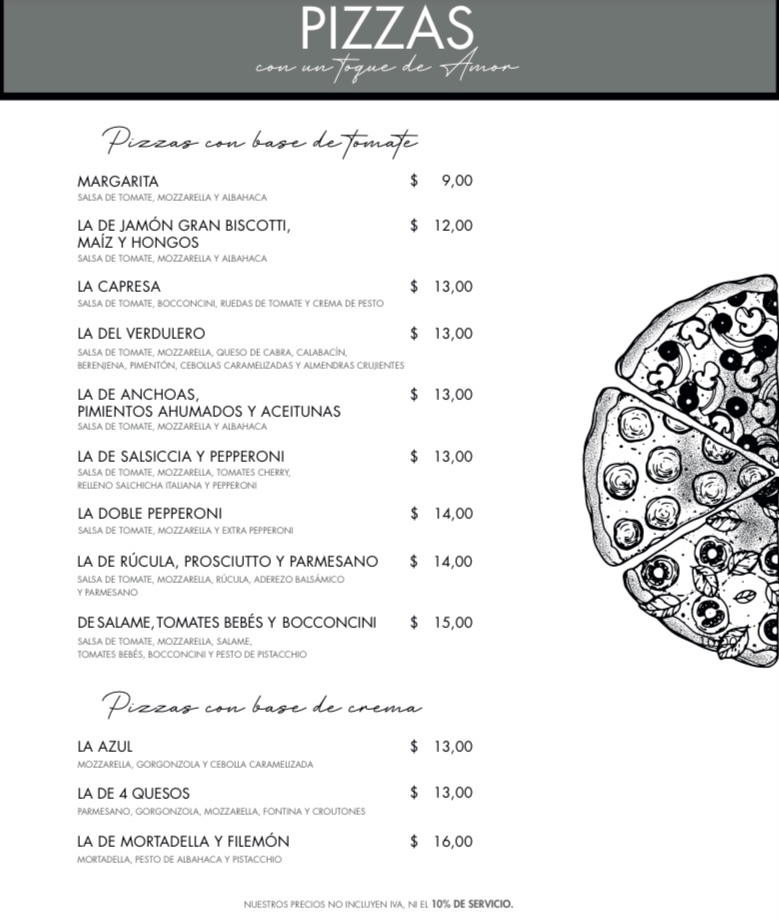 PIZZAS
con un toque de Amor
Pizzas con base de tomate
MARGARITA $ 9,00
SALSA DE TOMATE, MOZZARELLA Y ALBAHACA
LA DE JAMÓN GRAN BISCOTTI, $ 12,00
MAÍZ Y HONGOS
SALSA DE TOMATE, MOZZARELLA Y ALBAHACA
LA CAPRESA $ 13,00
SALSA DE TOMATE, BOCCONCINI, RUEDAS DE TOMATE Y CREMA DE PESTO
LA DEL VERDULERO $ 13,00
SALSA DE TOMATE, MOZZARELLA, QUESO DE CABRA, CALABACÍN,
BERENJENA, PIMENTÓN, CEBOLLAS CARAMELIZADAS Y ALMENDRAS CRUJIENTES
LA DE ANCHOAS, $ 13,00
PIMIENTOS AHUMADOS Y ACEITUNAS
SALSA DE TOMATE, MOZZARELLA Y ALBAHACA
LA DE SALSICCIA Y PEPPERONI $ 13,00
SALSA DE TOMATE, MOZZARELLA, TOMATES CHERRY,
RELLENO SALCHICHA ITALIANA Y PEPPERONI
LA DOBLE PEPPERONI $ 14,00
SALSA DE TOMATE, MOZZARELLA Y EXTRA PEPPERONI
LA DE RÚCULA, PROSCIUTTO Y PARMESANO $ 14,00
SALSA DE TOMATE, MOZZARELLA, RÚCULA, ADEREZO BALSÁMICO
Y PARMESANO
DE SALAME, TOMATES BEBÉS Y BOCCONCINI $ 15,00
SALSA DE TOMATE, MOZZARELLA, SALAME,
TOMATES BEBÉS, BOCCONCINI Y PESTO DE PISTACCHIO
Pizzas con base de crema
LA AZUL $ 13,00
MOZZARELLA, GORGONZOLA Y CEBOLLA CARAMELIZADA
LA DE 4 QUESOS $ 13,00
PARMESANO, GORGONZOLA, MOZZARELLA, FONTINA Y CROUTONES
LA DE MORTADELLA Y FILEMÓN $ 16,00
MORTADELLA, PESTO DE ALBAHACA Y PISTACCHIO
NUESTROS PRECIOS NO INCLUYEN IVA, NI EL 10% DE SERVICIO.